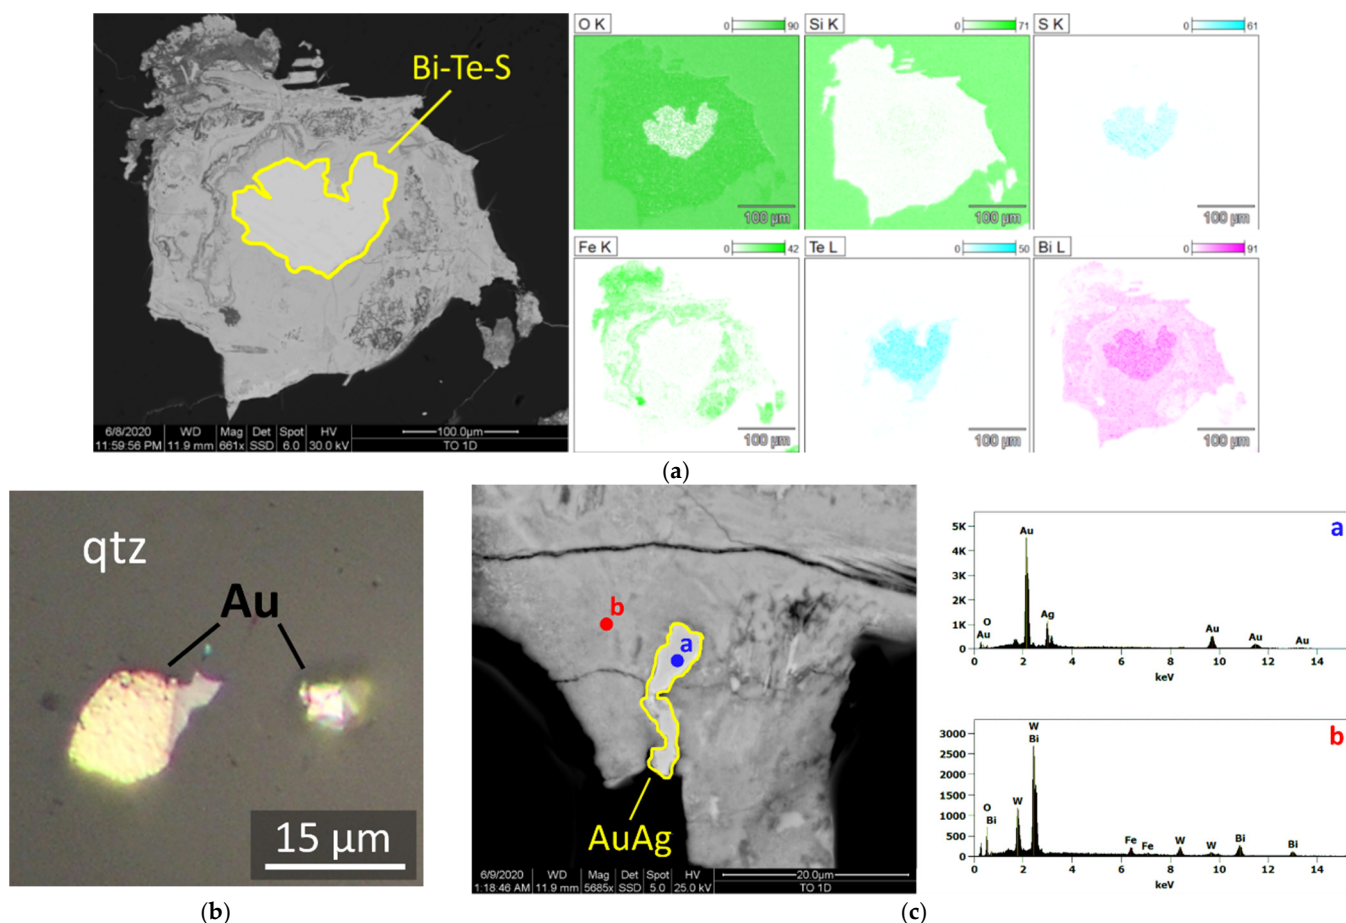 Bi-Te-S
6/8/2020 WD Mag Det Spot HV 100.0µm
11:59:56 PM 11.9 mm 661x SSD 6.0 30.0 kV TO 1D
O K 0 90
100 µm
Si K 0 71
100 µm
S K 0 61
100 µm
Fe K 0 42
100 µm
Te L 0 50
100 µm
Bi L 0 91
100 µm
(a)
qtz
Au
15 µm
(b)
b
a
AuAg
6/9/2020 WD Mag Det Spot HV 20.0µm
1:18:46 AM 11.9 mm 5685x SSD 5.0 25.0 kV TO 1D
a
5K
4K
3K
2K
1K
0
Au
O
Au
Ag
Au
Au
Au
0 2 4 6 8 10 12 14
keV
b
3000
2500
2000
1500
1000
500
0
W
Bi
O
Bi
W
Fe
Fe
W
W
Bi
Bi
0 2 4 6 8 10 12 14
keV
(c)